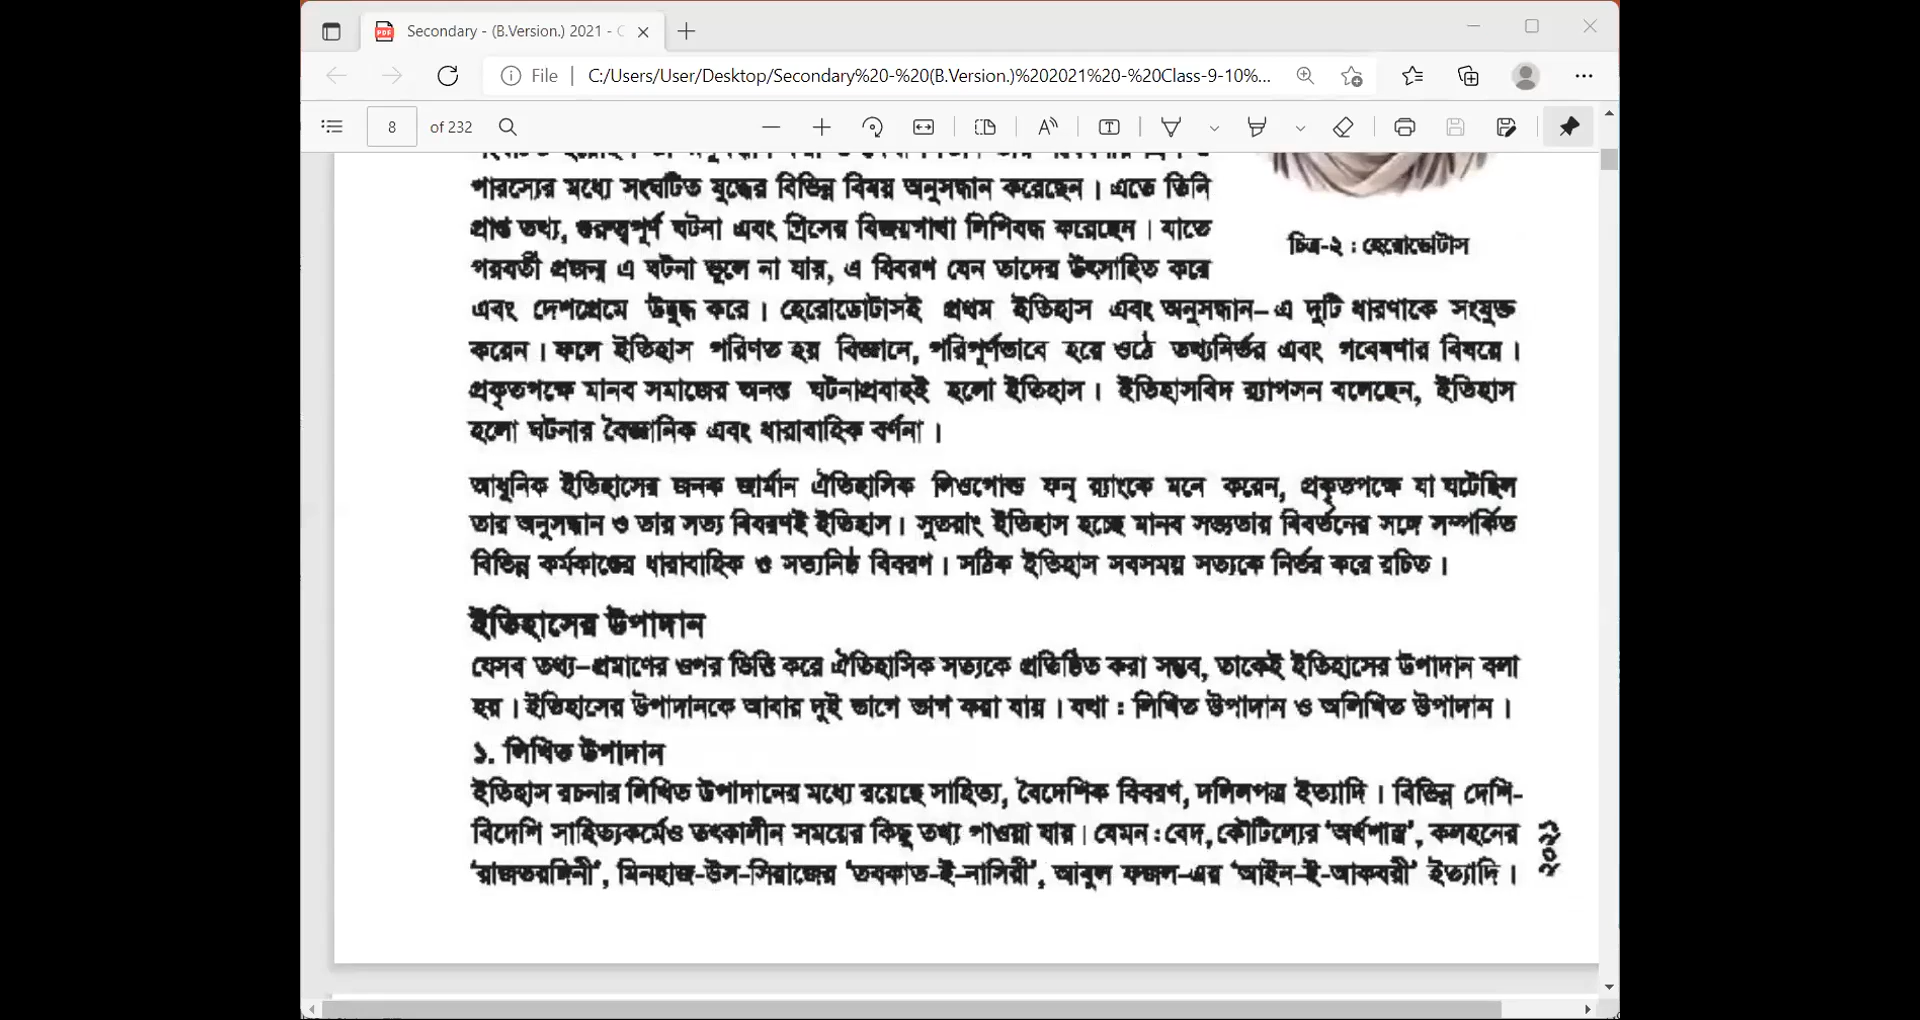 Secondary - (B.Version.) 2021 - C
File
C:/Users/User/Desktop/Secondary%20-%20(B.Version.)%202021%20-%20Class-9-10%...
8 of 232
পারস্যের মধ্যে সংঘটিত যুদ্ধের বিভিন্ন বিষয় অনুসন্ধান করেছেন। এতে তিনি
প্রাপ্ত তথ্য, গুরুত্বপূর্ণ ঘটনা এবং গ্রিসের বিজয়গাথা লিপিবদ্ধ করেছেন। যাতে
চিত্র-২ : হেরোডোটাস
পরবর্তী প্রজন্ম এ ঘটনা ভুলে না যায়, এ বিবরণ যেন তাদের উৎসাহিত করে
এবং দেশপ্রেমে উদ্বুদ্ধ করে। হেরোডোটাসই প্রথম ইতিহাস এবং অনুসন্ধান–এ দুটি ধারণাকে সংযুক্ত
করেন। ফলে ইতিহাস পরিণত হয় বিজ্ঞানে, পরিপূর্ণভাবে হয়ে ওঠে তথ্যনির্ভর এবং গবেষণার বিষয়ে।
প্রকৃতপক্ষে মানব সমাজের অনন্ত ঘটনাপ্রবাহই হলো ইতিহাস। ইতিহাসবিদ র‍্যাপসন বলেছেন, ইতিহাস
হলো ঘটনার বৈজ্ঞানিক এবং ধারাবাহিক বর্ণনা।
আধুনিক ইতিহাসের জনক জার্মান ঐতিহাসিক লিওপোল্ড ফন্ র‍্যাংকে মনে করেন, প্রকৃতপক্ষে যা ঘটেছিল
তার অনুসন্ধান ও তার সত্য বিবরণই ইতিহাস। সুতরাং ইতিহাস হচ্ছে মানব সভ্যতার বিবর্তনের সঙ্গে সম্পর্কিত
বিভিন্ন কর্মকাণ্ডের ধারাবাহিক ও সত্যনিষ্ঠ বিবরণ। সঠিক ইতিহাস সবসময় সত্যকে নির্ভর করে রচিত।
ইতিহাসের উপাদান
যেসব তথ্য–প্রমাণের ওপর ভিত্তি করে ঐতিহাসিক সত্যকে প্রতিষ্ঠিত করা সম্ভব, তাকেই ইতিহাসের উপাদান বলা
হয়। ইতিহাসের উপাদানকে আবার দুই ভাগে ভাগ করা যায়। যথা : লিখিত উপাদান ও অলিখিত উপাদান।
১. লিখিত উপাদান
ইতিহাস রচনার লিখিত উপাদানের মধ্যে রয়েছে সাহিত্য, বৈদেশিক বিবরণ, দলিলপত্র ইত্যাদি। বিভিন্ন দেশি-
বিদেশি সাহিত্যকর্মেও তৎকালীন সময়ের কিছু তথ্য পাওয়া যায়। যেমন : বেদ, কৌটিল্যের 'অর্থশাস্ত্র', কলহনের
'রাজতরঙ্গিনী', মিনহাজ-উস-সিরাজের 'তবকাত-ই-নাসিরী', আবুল ফজল-এর 'আইন-ই-আকবরী' ইত্যাদি।
২০২১